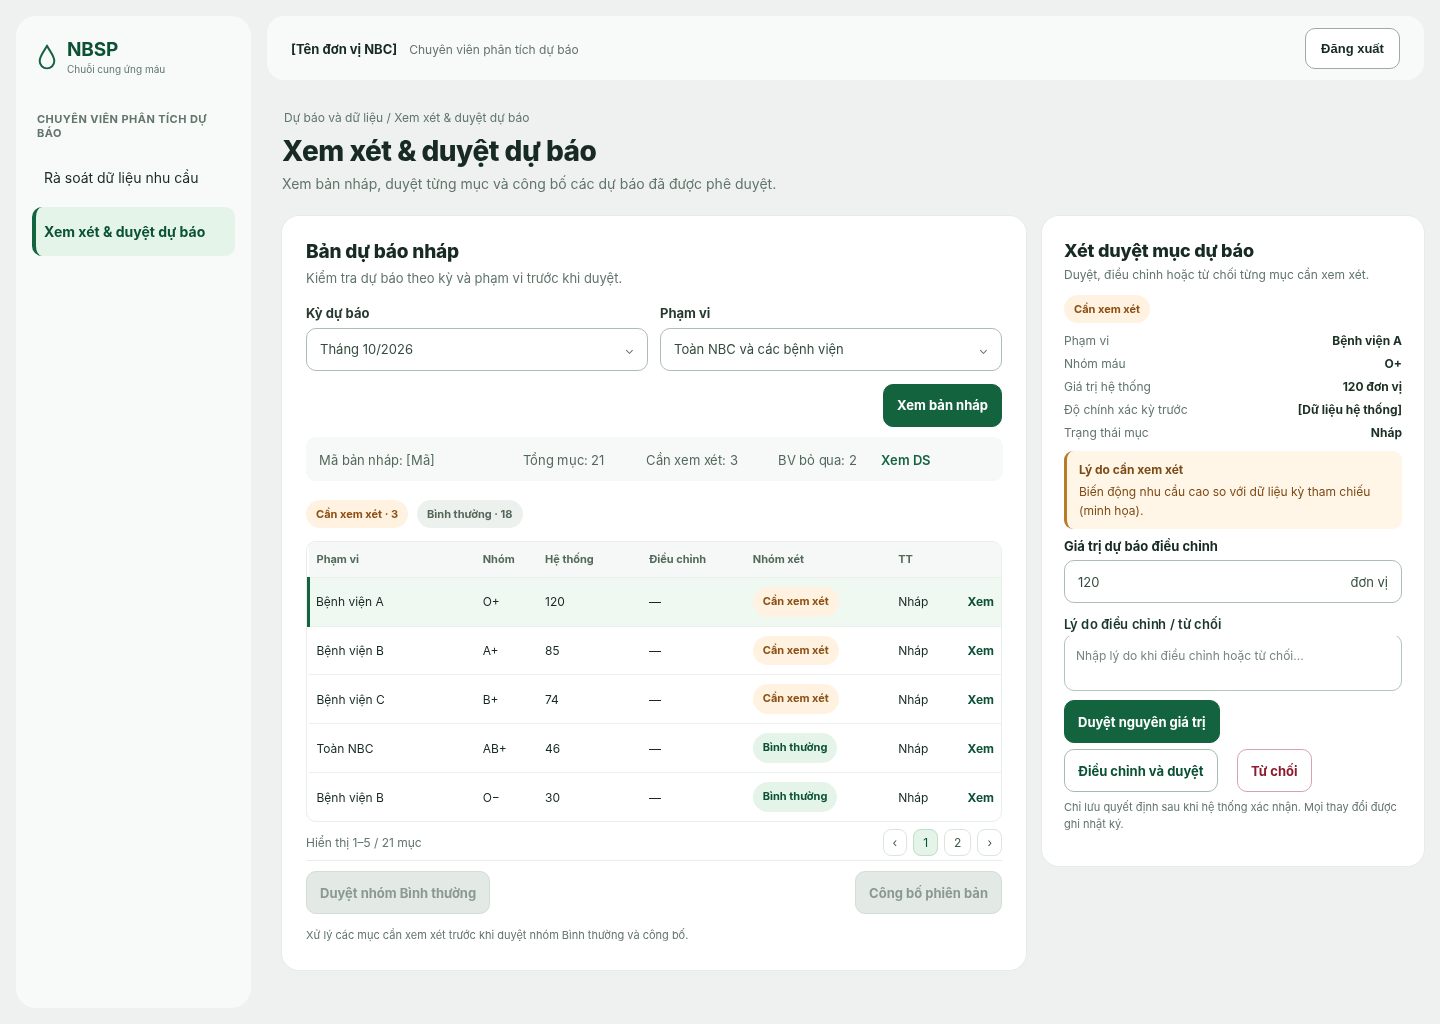 NBSP
Chuỗi cung ứng máu
CHUYÊN VIÊN PHÂN TÍCH DỰ
BÁO
Rà soát dữ liệu nhu cầu
Xem xét & duyệt dự báo
[Tên đơn vị NBC] Chuyên viên phân tích dự báo
Đăng xuất
Dự báo và dữ liệu / Xem xét & duyệt dự báo
Xem xét & duyệt dự báo
Xem bản nháp, duyệt từng mục và công bố các dự báo đã được phê duyệt.
Bản dự báo nháp
Kiểm tra dự báo theo kỳ và phạm vi trước khi duyệt.
Kỳ dự báo Phạm vi
Tháng 10/2026 Toàn NBC và các bệnh viện
Xem bản nháp
Mã bản nháp: [Mã] Tổng mục: 21 Cần xem xét: 3 BV bỏ qua: 2 Xem DS
Cần xem xét · 3 Bình thường · 18
Phạm vi Nhóm Hệ thống Điều chỉnh Nhóm xét TT
Bệnh viện A O+ 120 — Cần xem xét Nháp Xem
Bệnh viện B A+ 85 — Cần xem xét Nháp Xem
Bệnh viện C B+ 74 — Cần xem xét Nháp Xem
Toàn NBC AB+ 46 — Bình thường Nháp Xem
Bệnh viện B O− 30 — Bình thường Nháp Xem
Hiển thị 1–5 / 21 mục ‹ 1 2 ›
Duyệt nhóm Bình thường Công bố phiên bản
Xử lý các mục cần xem xét trước khi duyệt nhóm Bình thường và công bố.
Xét duyệt mục dự báo
Duyệt, điều chỉnh hoặc từ chối từng mục cần xem xét.
Cần xem xét
Phạm vi Bệnh viện A
Nhóm máu O+
Giá trị hệ thống 120 đơn vị
Độ chính xác kỳ trước [Dữ liệu hệ thống]
Trạng thái mục Nháp
Lý do cần xem xét
Biến động nhu cầu cao so với dữ liệu kỳ tham chiếu
(minh họa).
Giá trị dự báo điều chỉnh
120 đơn vị
Lý do điều chỉnh / từ chối
Nhập lý do khi điều chỉnh hoặc từ chối...
Duyệt nguyên giá trị
Điều chỉnh và duyệt Từ chối
Chỉ lưu quyết định sau khi hệ thống xác nhận. Mọi thay đổi được
ghi nhật ký.